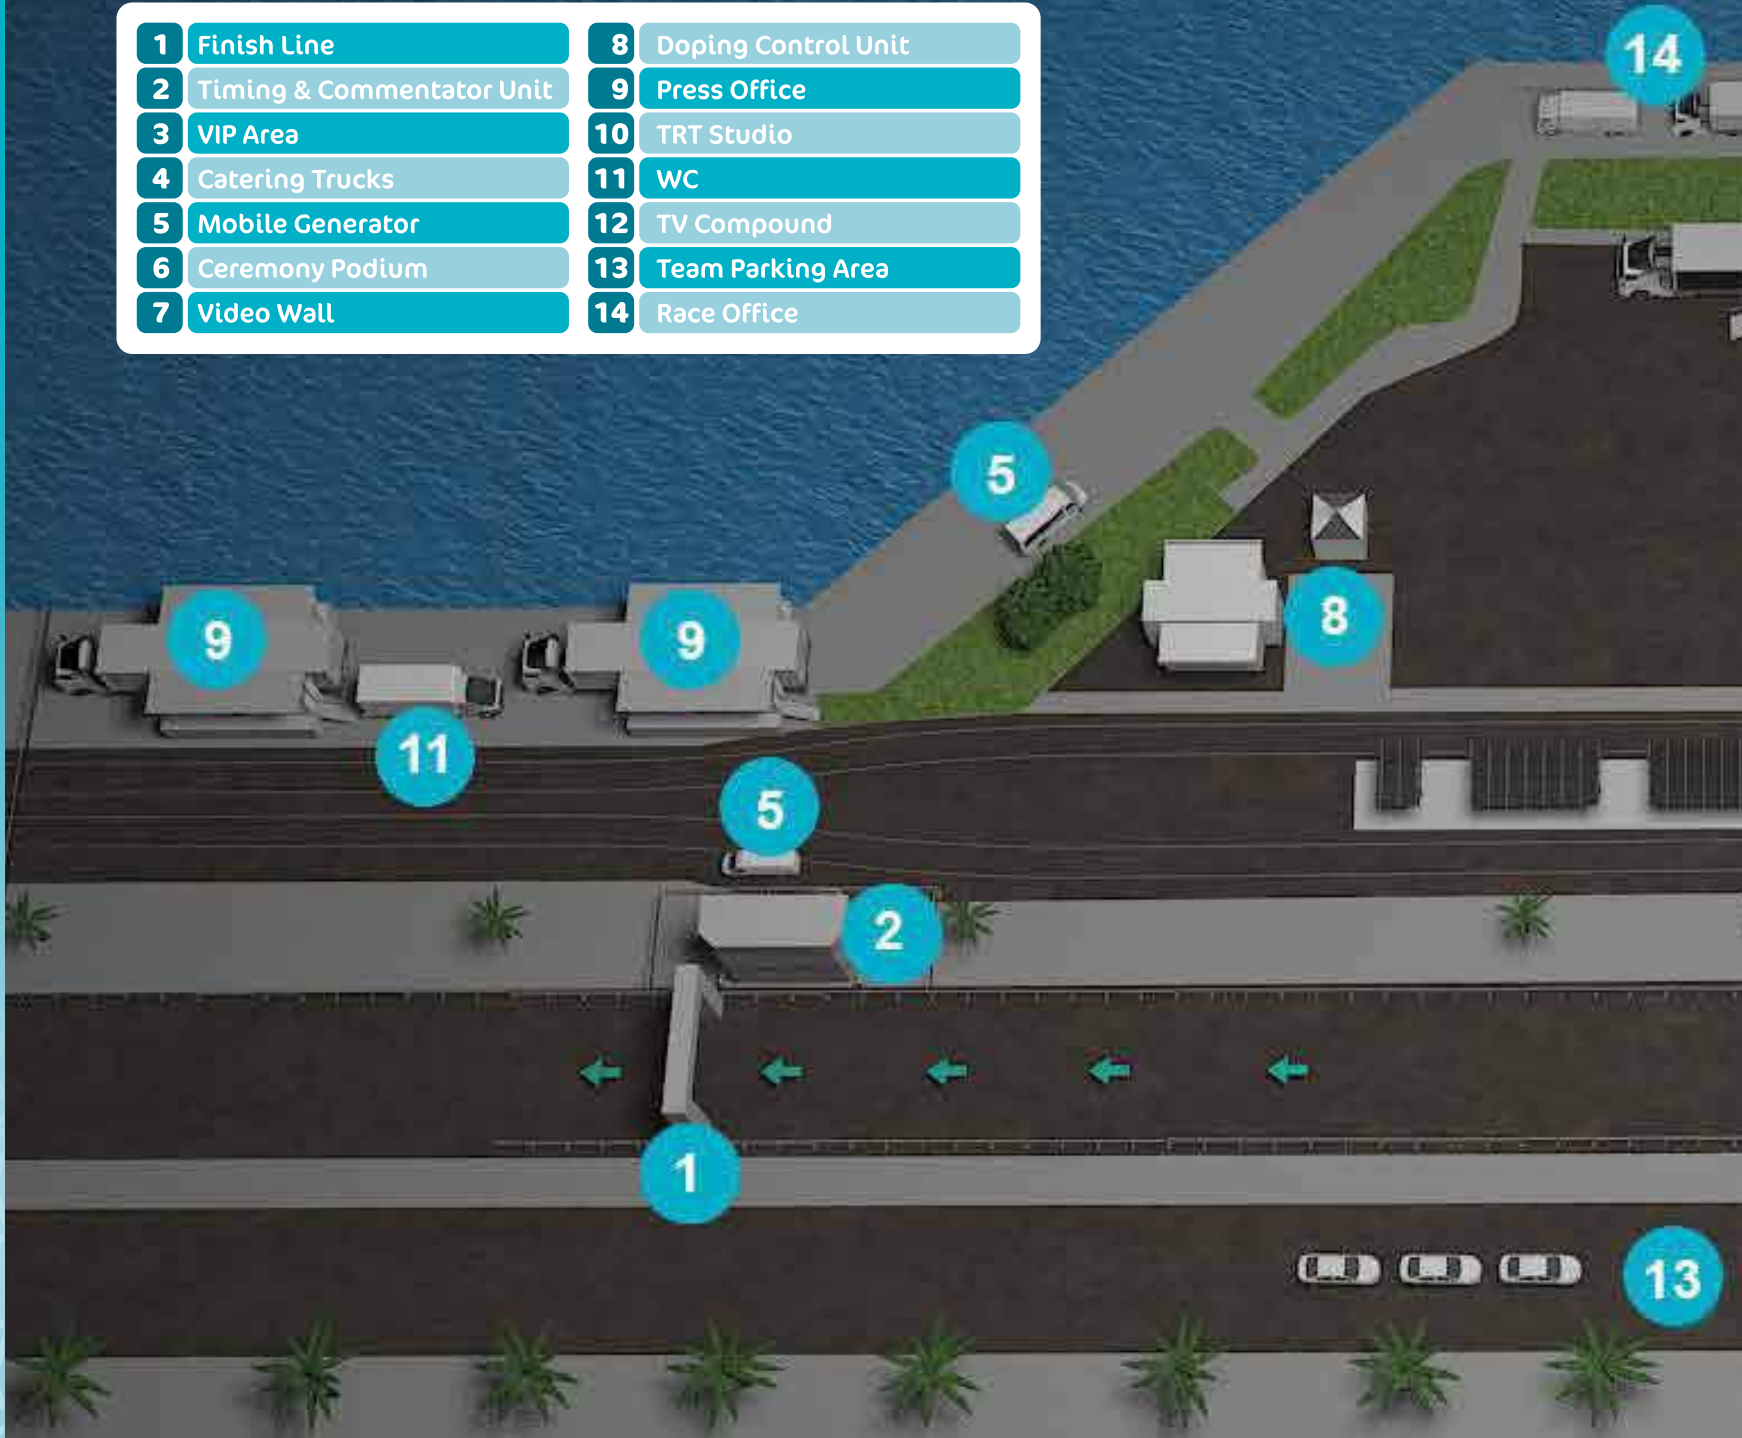 1 Finish Line
2 Timing & Commentator Unit
3 VIP Area
4 Catering Trucks
5 Mobile Generator
6 Ceremony Podium
7 Video Wall
8 Doping Control Unit
9 Press Office
10 TRT Studio
11 WC
12 TV Compound
13 Team Parking Area
14 Race Office
14
5
9
9
8
11
5
2
1
13